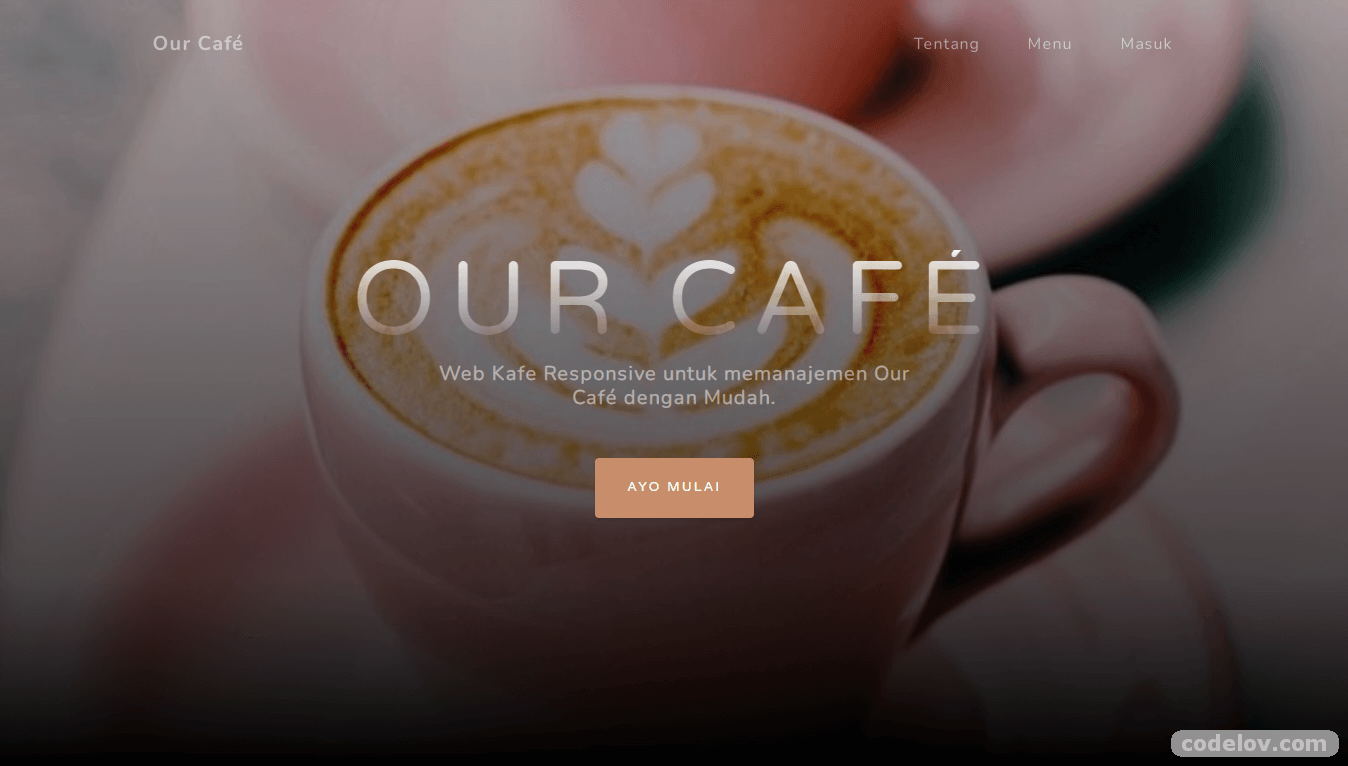 Our Café
Tentang
Menu
Masuk
OUR CAFÉ
Web Kafe Responsive untuk memanajemen Our
Café dengan Mudah.
AYO MULAI
codelov.com